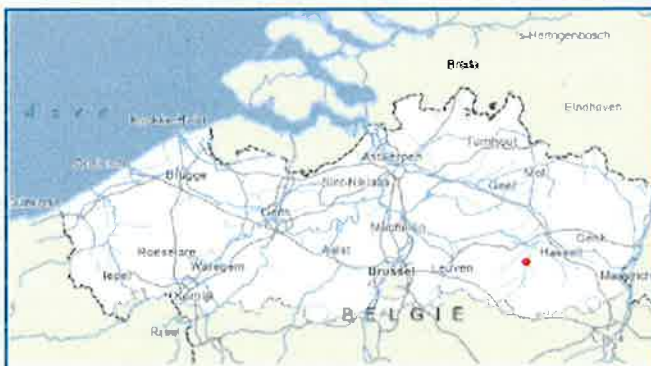 's-Hertogenbosch
Breda
Eindhoven
Turnhout
Antwerpen
Mol
Geel
Brugge
Sint-Niklaas
Gent
Mechelen
Genk
Hasselt
Roeselare
Aalst
Ieper
Waregem
Brussel
Leuven
Maastricht
Kortrijk
BELGIE
Rijsel